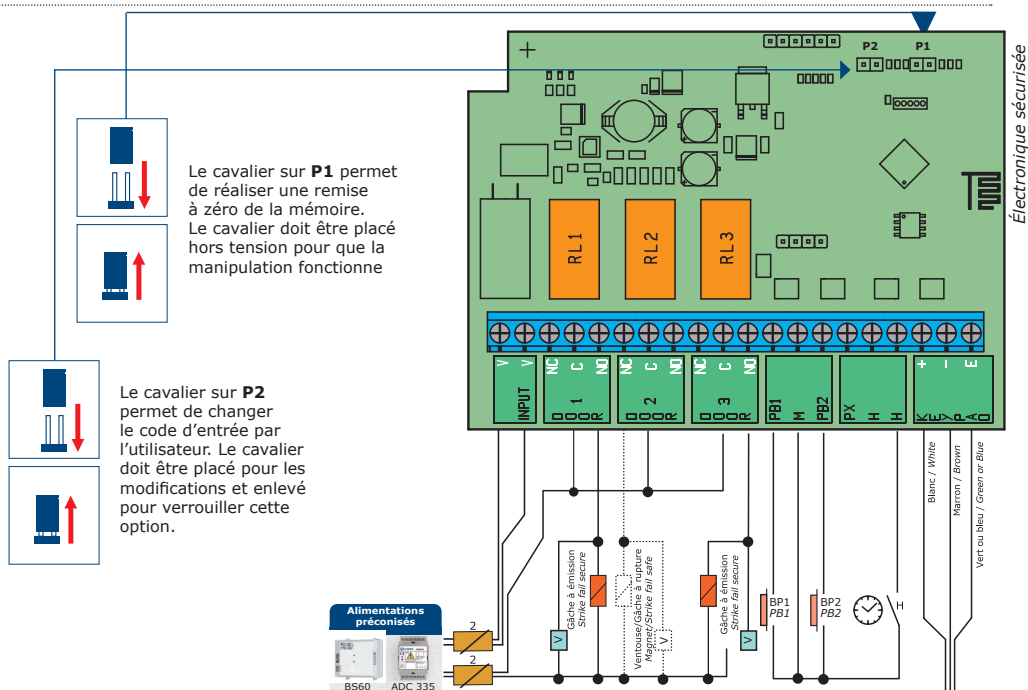 P2 P1
Électronique sécurisée
Le cavalier sur P1 permet
de réaliser une remise
à zéro de la mémoire.
Le cavalier doit être placé
hors tension pour que la
manipulation fonctionne
RL1
RL2
RL3
V V
INPUT
NC C NO
DOOR 1
NC C NO
DOOR 2
NC C NO
DOOR 3
PB1 M PB2
PX H H
+ - E
KEYPAD
Le cavalier sur P2
permet de changer
le code d'entrée par
l'utilisateur. Le cavalier
doit être placé pour les
modifications et enlevé
pour verrouiller cette
option.
Blanc / White
Marron / Brown
Vert ou bleu / Green or Blue
Gâche à émission
Strike fail secure
Ventouse/Gâche à rupture
Magnet/Strike fail safe
Gâche à émission
Strike fail secure
V
V
V
BP1
PB1
BP2
PB2
H
Alimentations
préconisés
2
2
BS60 ADC 335